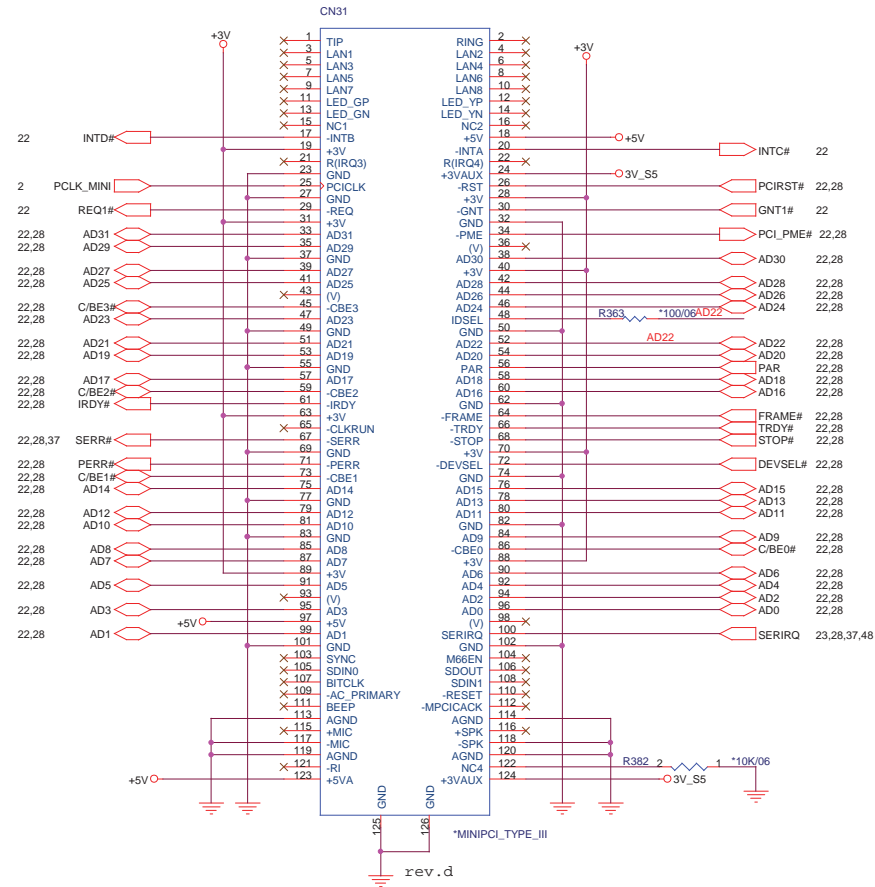 CN31
+3V 1 TIP RING 2 +3V
3 LAN1 LAN2 4
5 LAN3 LAN4 6
7 LAN5 LAN6 8
9 LAN7 LAN8 10
11 LED_GP LED_YP 12
13 LED_GN LED_YN 14
15 NC1 NC2 16
22 INTD# 17 -INTB +5V 18 +5V
19 +3V -INTA 20 INTC# 22
21 R(IRQ3) R(IRQ4) 22
23 GND +3VAUX 24 3V_S5
2 PCLK_MINI 25 PCICLK -RST 26 PCIRST# 22,28
27 GND +3V 28
22 REQ1# 29 -REQ -GNT 30 GNT1# 22
31 +3V GND 32
22,28 AD31 33 AD31 -PME 34 PCI_PME# 22,28
22,28 AD29 35 AD29 (V) 36
37 GND AD30 38 AD30 22,28
22,28 AD27 39 AD27 +3V 40
22,28 AD25 41 AD25 AD28 42 AD28 22,28
43 (V) AD26 44 AD26 22,28
22,28 C/BE3# 45 -CBE3 AD24 46 AD24 22,28
22,28 AD23 47 AD23 IDSEL 48 R363 *100/06 AD22
49 GND GND 50
22,28 AD21 51 AD21 AD22 52 AD22 AD22 22,28
22,28 AD19 53 AD19 AD20 54 AD20 22,28
55 GND PAR 56 PAR 22,28
22,28 AD17 57 AD17 AD18 58 AD18 22,28
22,28 C/BE2# 59 -CBE2 AD16 60 AD16 22,28
22,28 IRDY# 61 -IRDY GND 62
63 +3V -FRAME 64 FRAME# 22,28
65 -CLKRUN -TRDY 66 TRDY# 22,28
22,28,37 SERR# 67 -SERR -STOP 68 STOP# 22,28
69 GND +3V 70
22,28 PERR# 71 -PERR -DEVSEL 72 DEVSEL# 22,28
22,28 C/BE1# 73 -CBE1 GND 74
22,28 AD14 75 AD14 AD15 76 AD15 22,28
77 GND AD13 78 AD13 22,28
22,28 AD12 79 AD12 AD11 80 AD11 22,28
22,28 AD10 81 AD10 GND 82
83 GND AD9 84 AD9 22,28
22,28 AD8 85 AD8 -CBE0 86 C/BE0# 22,28
22,28 AD7 87 AD7 +3V 88
89 +3V AD6 90 AD6 22,28
22,28 AD5 91 AD5 AD4 92 AD4 22,28
93 (V) AD2 94 AD2 22,28
22,28 AD3 95 AD3 AD0 96 AD0 22,28
+5V 97 +5V (V) 98
22,28 AD1 99 AD1 SERIRQ 100 SERIRQ 23,28,37,48
101 GND GND 102
103 SYNC M66EN 104
105 SDIN0 SDOUT 106
107 BITCLK SDIN1 108
109 -AC_PRIMARY -RESET 110
111 BEEP -MPCICACK 112
113 AGND AGND 114
115 +MIC +SPK 116
117 -MIC -SPK 118
119 AGND AGND 120
121 -RI NC4 122 R382 2 1 *10K/06
+5V 123 +5VA +3VAUX 124 3V_S5
GND GND
125 126 *MINIPCI_TYPE_III
rev.d